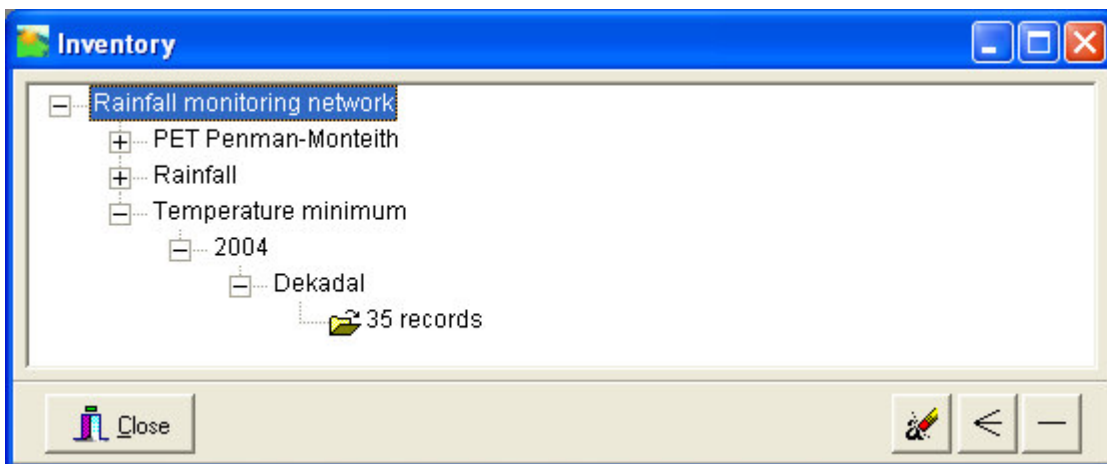 Inventory
Rainfall monitoring network
PET Penman-Monteith
Rainfall
Temperature minimum
2004
Dekadal
35 records
Close